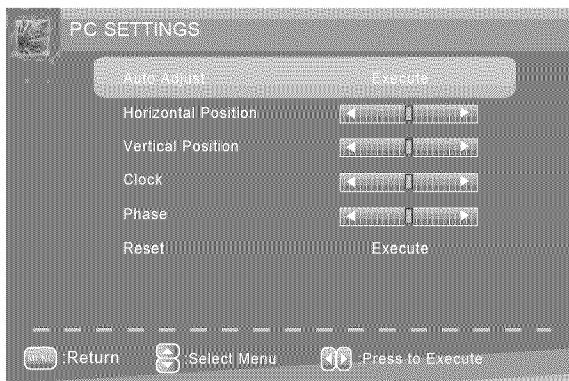 PC SETTINGS
Auto Adjust Execute
Horizontal Position
Vertical Position
Clock
Phase
Reset Execute
MENU :Return :Select Menu :Press to Execute